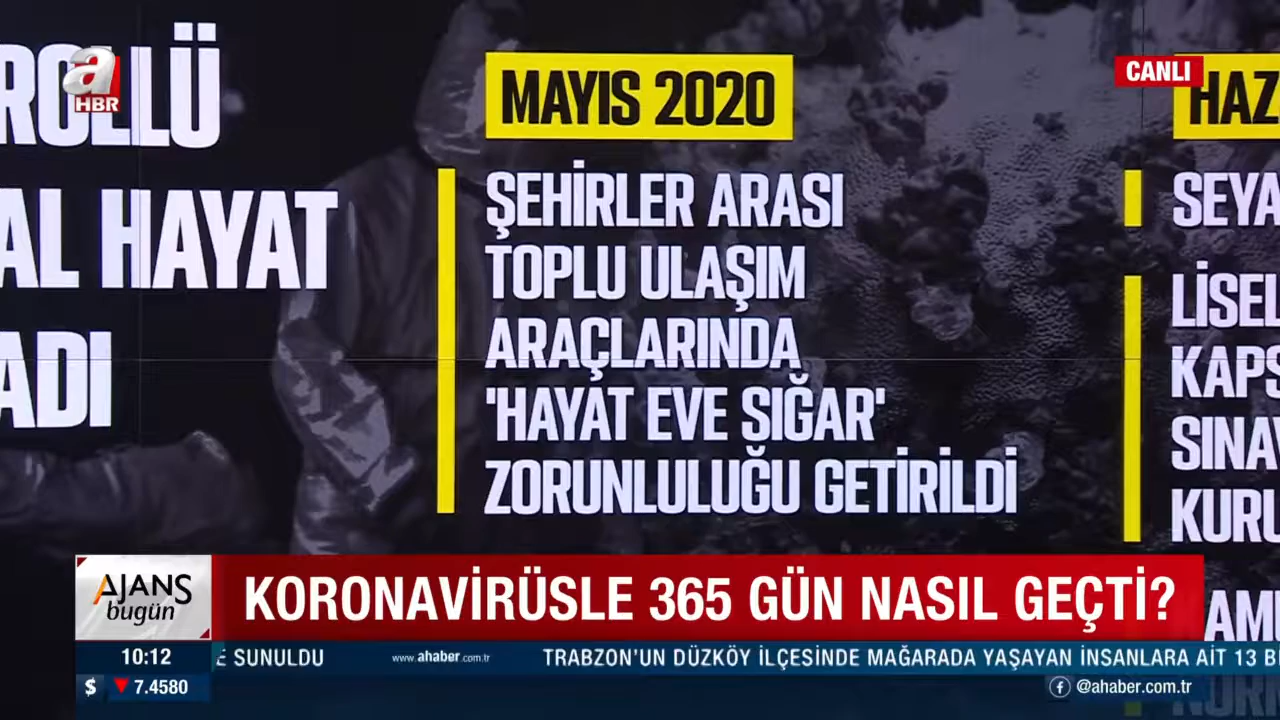 ROLLÜ
AL HAYAT
ADI
a
HBR
MAYIS 2020
ŞEHİRLER ARASI
TOPLU ULAŞIM
ARAÇLARINDA
'HAYAT EVE SIĞAR'
ZORUNLULUĞU GETİRİLDİ
CANLI
HAZ
SEYA
LİSEL
KAPS
SINAV
KURU
AJANS
bugün
KORONAVİRÜSLE 365 GÜN NASIL GEÇTİ?
10:12
E SUNULDU
www.ahaber.com.tr
TRABZON'UN DÜZKÖY İLÇESİNDE MAĞARADA YAŞAYAN İNSANLARA AİT 13 B
$ 7.4580
@ahaber.com.tr